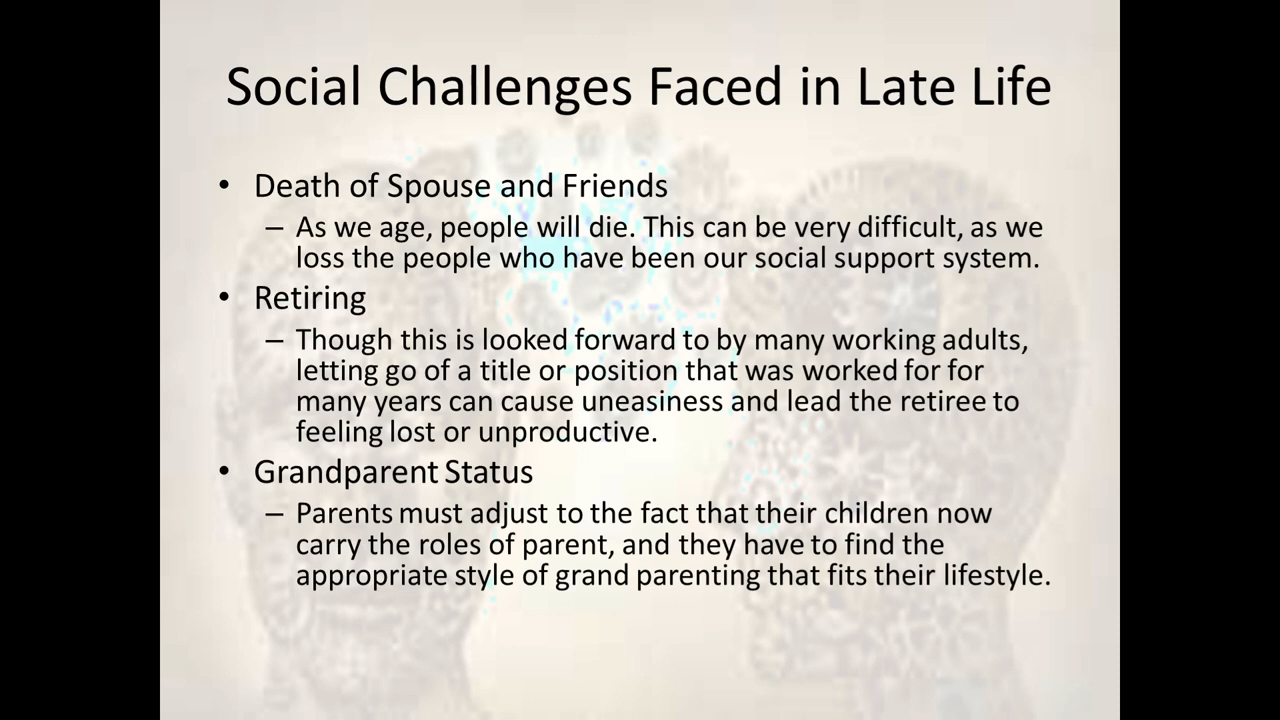 Social Challenges Faced in Late Life
• Death of Spouse and Friends
– As we age, people will die. This can be very difficult, as we
loss the people who have been our social support system.
• Retiring
– Though this is looked forward to by many working adults,
letting go of a title or position that was worked for for
many years can cause uneasiness and lead the retiree to
feeling lost or unproductive.
• Grandparent Status
– Parents must adjust to the fact that their children now
carry the roles of parent, and they have to find the
appropriate style of grand parenting that fits their lifestyle.